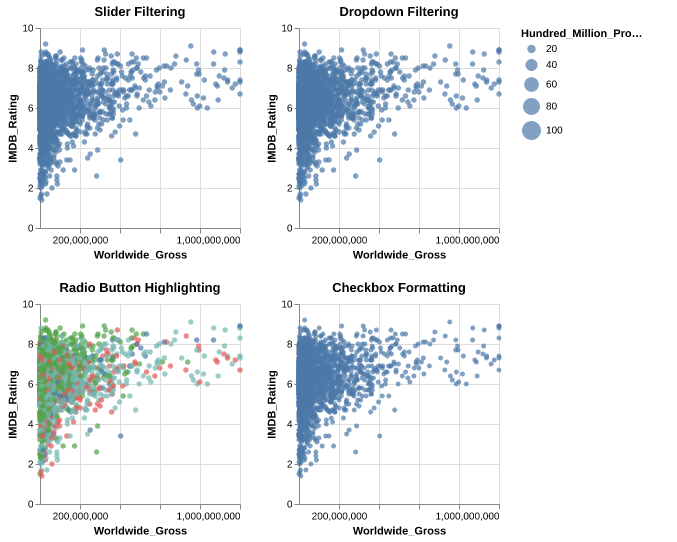 Slider Filtering
10
8
6
4
2
0
IMDB_Rating
200,000,000
1,000,000,000
Worldwide_Gross
Dropdown Filtering
10
8
6
4
2
0
IMDB_Rating
200,000,000
1,000,000,000
Worldwide_Gross
Hundred_Million_Pro…
20
40
60
80
100
Radio Button Highlighting
10
8
6
4
2
0
IMDB_Rating
200,000,000
1,000,000,000
Worldwide_Gross
Checkbox Formatting
10
8
6
4
2
0
IMDB_Rating
200,000,000
1,000,000,000
Worldwide_Gross